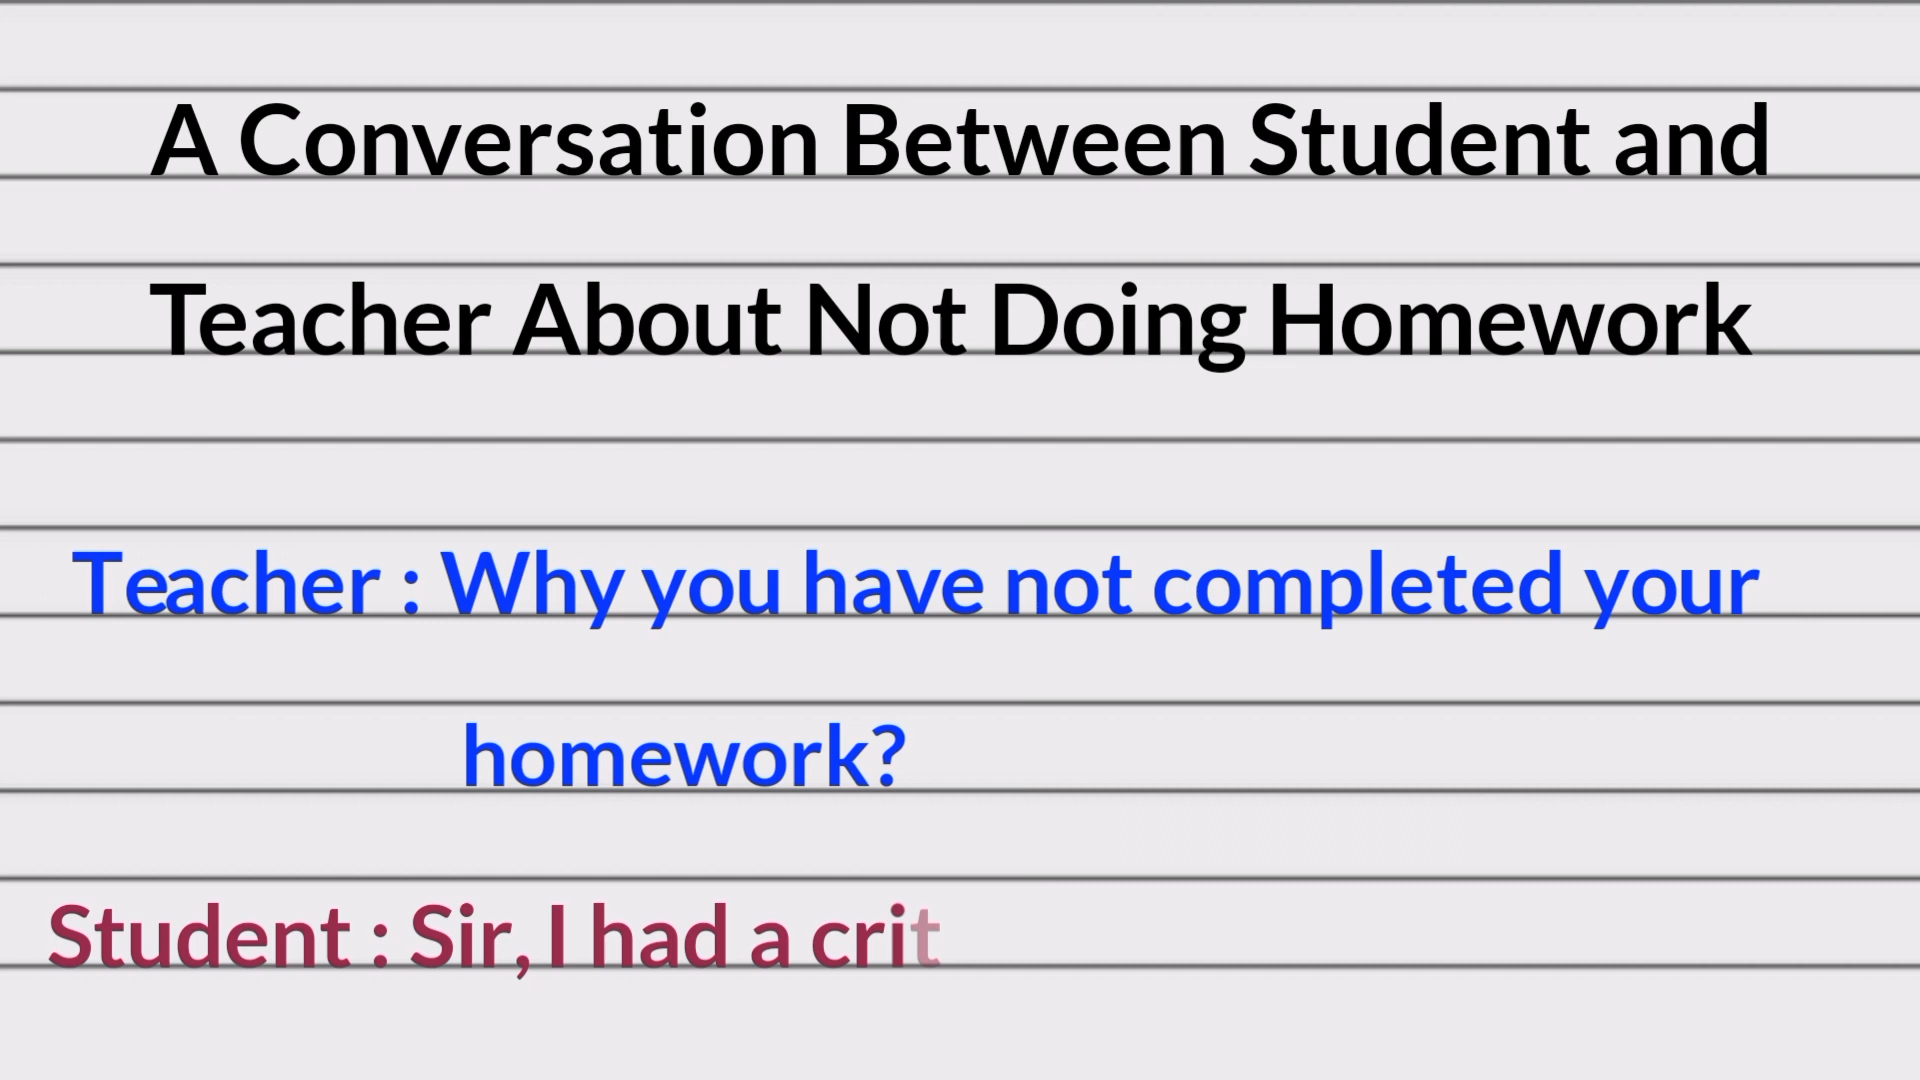 A Conversation Between Student and
Teacher About Not Doing Homework
Teacher : Why you have not completed your
homework?
Student : Sir, I had a crit